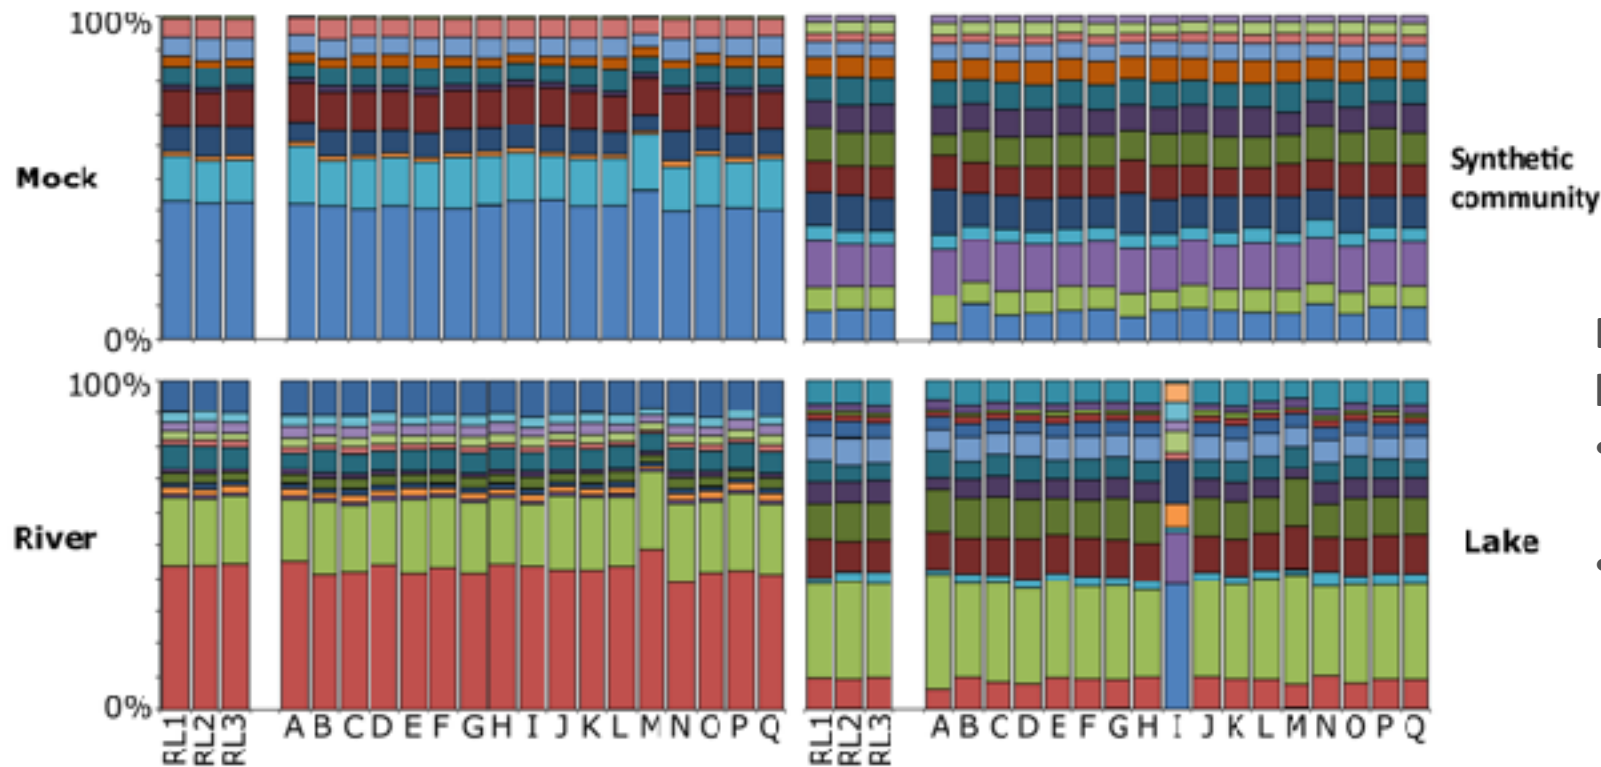 100%
Mock
0%
Synthetic
community
100%
River
0%
RL1 RL2 RL3 A B C D E F G H I J K L M N O P Q
Lake
RL1 RL2 RL3 A B C D E F G H I J K L M N O P Q